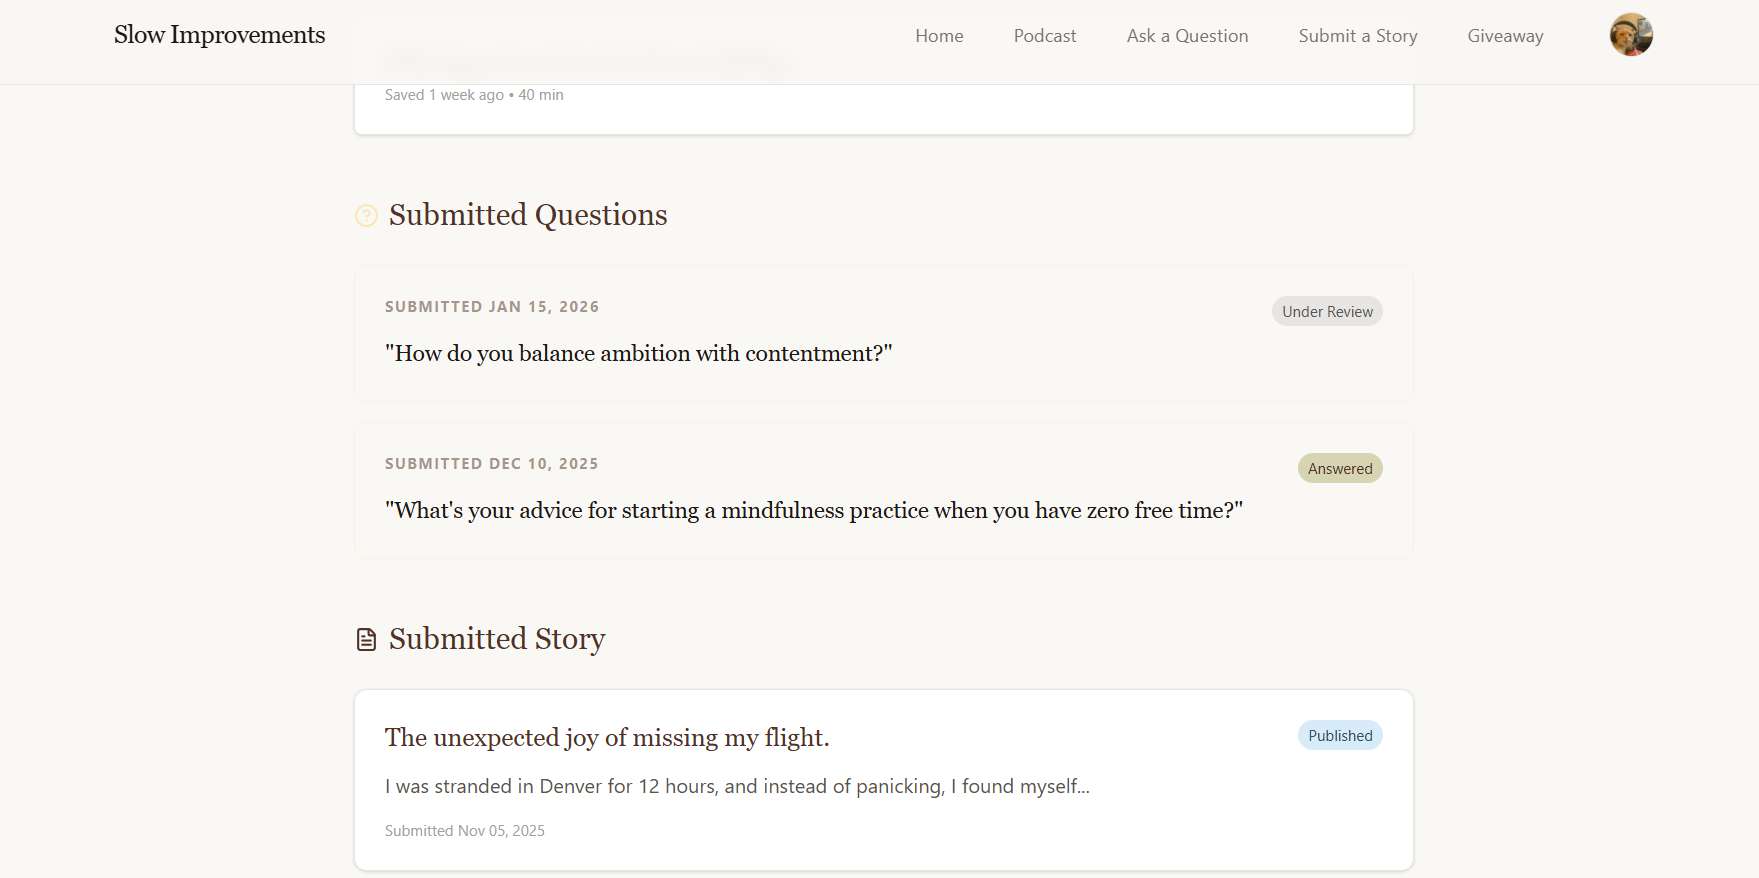 Slow Improvements
Home
Podcast
Ask a Question
Submit a Story
Giveaway
Saved 1 week ago • 40 min
Submitted Questions
SUBMITTED JAN 15, 2026
Under Review
"How do you balance ambition with contentment?"
SUBMITTED DEC 10, 2025
Answered
"What's your advice for starting a mindfulness practice when you have zero free time?"
Submitted Story
The unexpected joy of missing my flight.
Published
I was stranded in Denver for 12 hours, and instead of panicking, I found myself...
Submitted Nov 05, 2025